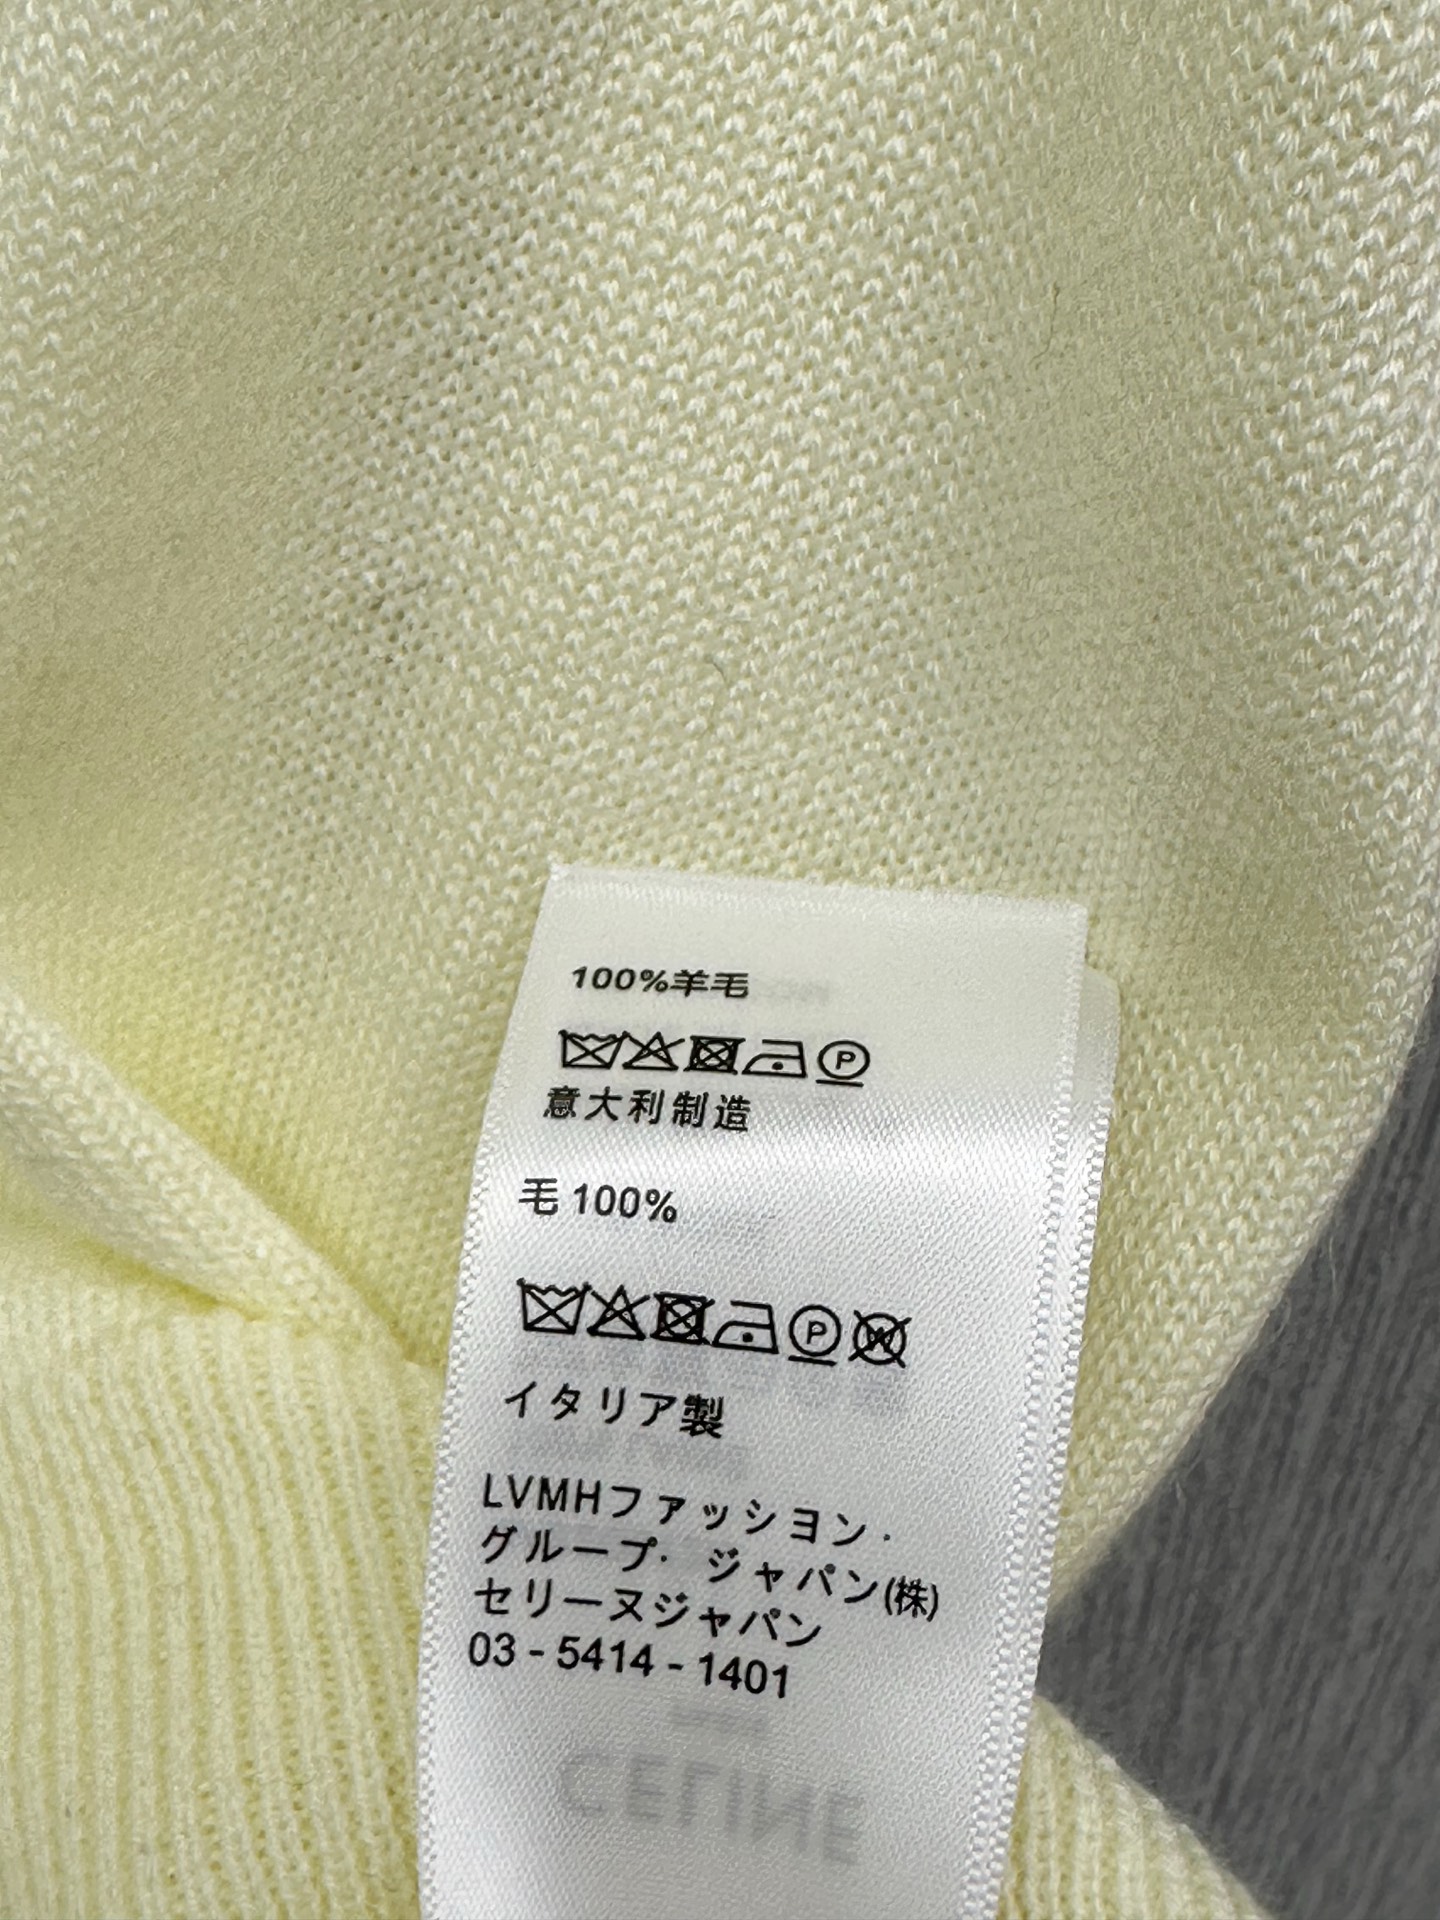 100%羊毛
P
意大利制造
毛 100%
P W
イタリア製
LVMHファッション·
グループ· ジャパン(株)
セリーヌジャパン
03 - 5414 - 1401
CELINE